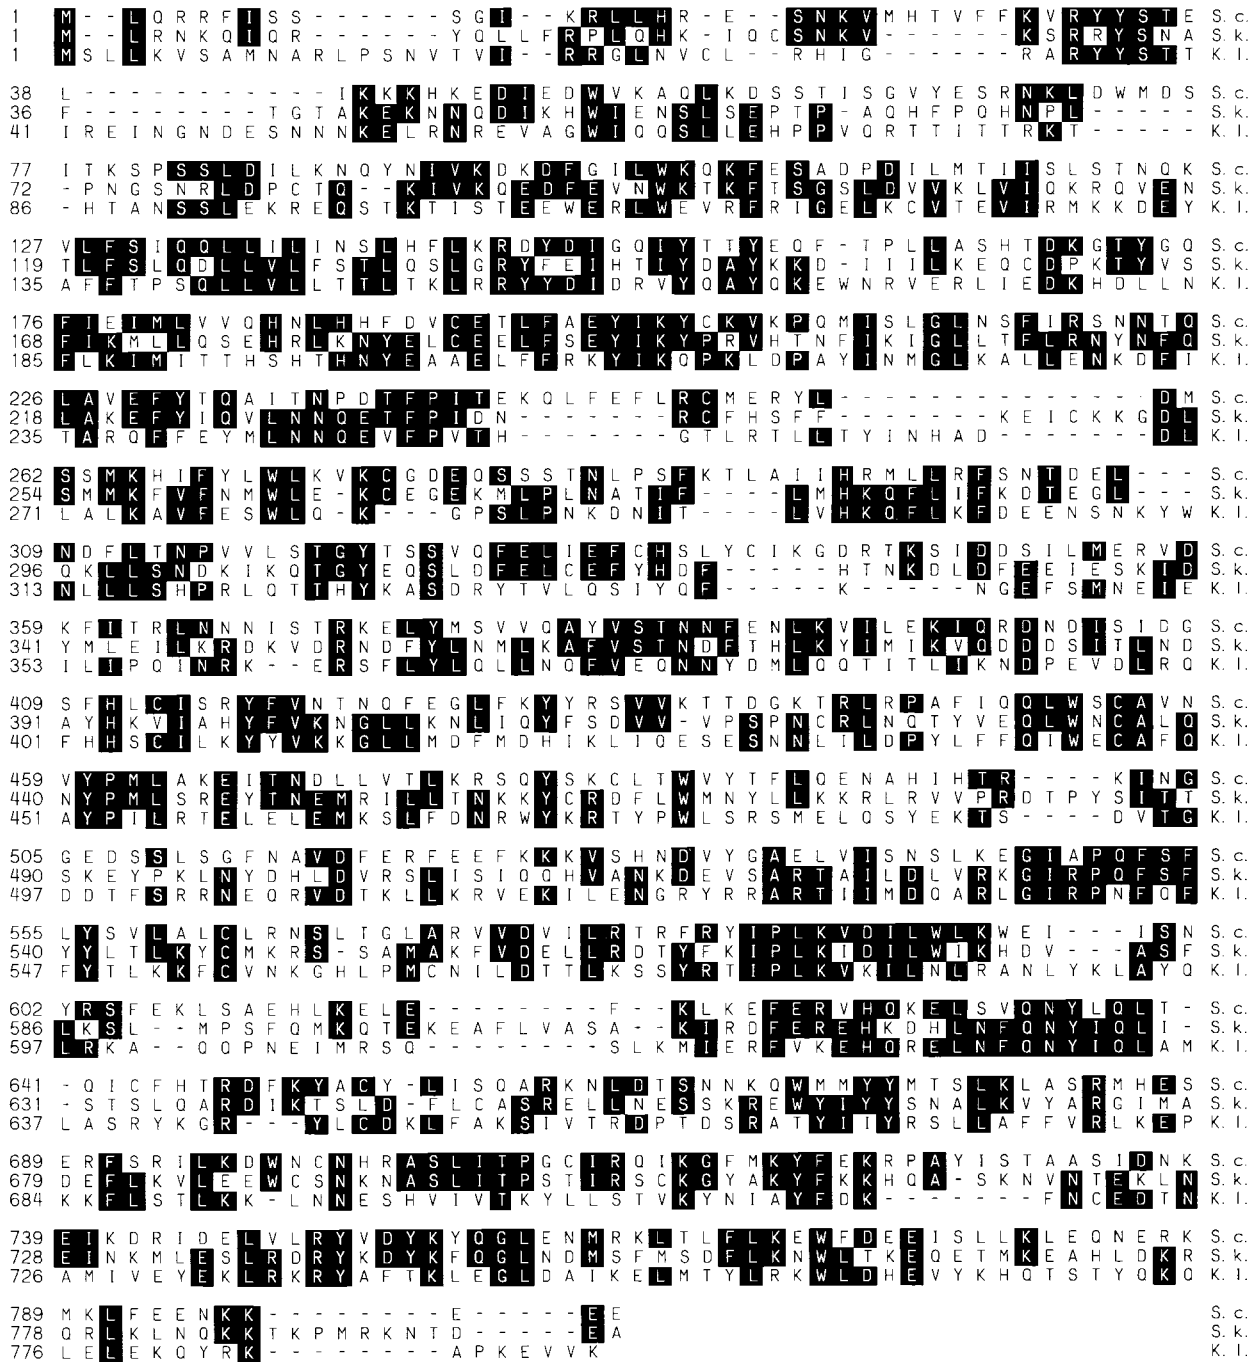 1 M - - L Q R R F I S S - - - - - - S G I - - K R L L H R - E - - S N K V M H T V F F K V R Y Y S T E S. c.
1 M - - L R N K Q I Q R - - - - - - Y Q L L F R P L Q H K - I Q C S N K V - - - - - - K S R R Y S N A S. k.
1 M S L L K V S A M N A R L P S N V T V I - - R R G L N V C L - - R H I G - - - - - - R A R Y Y S T T K. l.
38 L - - - - - - - - - - - I K K K H K E D I E D W V K A Q L K D S S T I S G V Y E S R N K L D W M D S S. c.
36 F - - - - - - - - T G T A K E K N N Q D I K H W I E N S L S E P T P - A Q H F P Q H N P L - - - - - S. k.
41 I R E I N G N D E S N N N K E L R N R E V A G W I Q Q S L L E H P P V Q R T T I T T R K T - - - - - K. l.
77 I T K S P S S L D I L K N Q Y N I V K D K D F G I L W K Q K F E S A D P D I L M T I I S L S T N Q K S. c.
72 - P N G S N R L D P C T Q - - K I V K Q E D F E V N W K T K F T S G S L D V V K L V I Q K R Q V E N S. k.
86 - H T A N S S L E K R E Q S T K T I S T E E W E R L W E V R F R I G E L K C V T E V I R M K K D E Y K. l.
127 V L F S I Q Q L L I L I N S L H F L K R D Y D I G Q I Y T T Y E Q F - T P L L A S H T D K G T Y G Q S. c.
119 T L F S L Q D L L V L F S T L Q S L G R Y F E I H T I Y D A Y K K D - I I I L K E Q C D P K T Y V S S. k.
135 A F F T P S Q L L V L L T T L T K L R R Y Y D I D R V Y Q A Y Q K E W N R V E R L I E D K H D L L N K. l.
176 F I E I M L V V Q H N L H H F D V C E T L F A E Y I K Y C K V K P Q M I S L G L N S F I R S N N T Q S. c.
168 F I K M L L Q S E H R L K N Y E L C E E L F S E Y I K Y P R V H T N F I K I G L L T F L R N Y N F Q S. k.
185 F L K I M I T T H S H T H N Y E A A E L F F R K Y I K Q P K L D P A Y I N M G L K A L L E N K D F I K. l.
226 L A V E F Y T Q A I T N P D T F P I T E K Q L F E F L R C M E R Y L - - - - - - - - - - - - - - D M S. c.
218 L A K E F Y I Q V L N N Q E T F P I D N - - - - - - - R C F H S F F - - - - - - - K E I C K K G D L S. k.
235 T A R Q F F E Y M L N N Q E V F P V T H - - - - - - - G T L R T L L T Y I N H A D - - - - - - - D L K. l.
262 S S M K H I F Y L W L K V K C G D E Q S S S T N L P S F K T L A I I H R M L L R F S N T D E L - - - S. c.
254 S M M K F V F N M W L E - K C E G E K M L P L N A T I F - - - - L M H K Q F L I F K D T E G L - - - S. k.
271 L A L K A V F E S W L Q - K - - - G P S L P N K D N I T - - - - L V H K Q F L K F D E E N S N K Y W K. l.
309 N D F L T N P V V L S T G Y T S S V Q F E L I E F C H S L Y C I K G D R T K S I D D S I L M E R V D S. c.
296 Q K L L S N D K I K Q T G Y E Q S L D F E L C E F Y H D F - - - - - H T N K D L D F E E I E S K I D S. k.
313 N L L L S H P R L Q T T H Y K A S D R Y T V L Q S I Y Q F - - - - - K - - - - - N G E F S M N E I E K. l.
359 K F I T R L N N N I S T R K E L Y M S V V Q A Y V S T N N F E N L K V I L E K I Q R D N D I S I D G S. c.
341 Y M L E I L K R D K V D R N D F Y L N M L K A F V S T N D F T H L K Y I M I K V Q D D D S I T L N D S. k.
353 I L I P Q I N R K - - E R S F L Y L Q L L N Q F V E Q N N Y D M L Q Q T I T L I K N D P E V D L R Q K. l.
409 S F H L C I S R Y F V N T N Q F E G L F K Y Y R S V V K T T D G K T R L R P A F I Q Q L W S C A V N S. c.
391 A Y H K V I A H Y F V K N G L L K N L I Q Y F S D V V - V P S P N C R L N Q T Y V E Q L W N C A L Q S. k.
401 F H H S C I L K Y Y V K K G L L M D F M D H I K L I Q E S E S N N L I L D P Y L F F Q I W E C A F Q K. l.
459 V Y P M L A K E I T N D L L V T L K R S Q Y S K C L T W V Y T F L Q E N A H I H T R - - - - K I N G S. c.
440 N Y P M L S R E Y T N E M R I L L T N K K Y C R D F L W M N Y L L K K R L R V V P R D T P Y S I T T S. k.
451 A Y P I L R T E L E L E M K S L F D N R W Y K R T Y P W L S R S M E L Q S Y E K T S - - - - D V T G K. l.
505 G E D S S L S G F N A V D F E R F E E F K K K V S H N D V Y G A E L V I S N S L K E G I A P Q F S F S. c.
490 S K E Y P K L N Y D H L D V R S L I S I Q Q H V A N K D E V S A R T A I L D L V R K G I R P Q F S F S. k.
497 D D T F S R R N E Q R V D T K L L K R V E K I L E N G R Y R R A R T I I M D Q A R L G I R P N F Q F K. l.
555 L Y S V L A L C L R N S L T G L A R V V D V I L R T R F R Y I P L K V D I L W L K W E I - - - I S N S. c.
540 Y Y L T L K Y C M K R S - S A M A K F V D E L L R D T Y F K I P L K I D I L W I K H D V - - - A S F S. k.
547 F Y T L K K F C V N K G H L P M C N I L D T T L K S S Y R T I P L K V K I L N L R A N L Y K L A Y Q K. l.
602 Y R S F E K L S A E H L K E L E - - - - - - - - F - - K L K E F E R V H Q K E L S V Q N Y L Q L T - S. c.
586 L K S L - - M P S F Q M K Q T E K E A F L V A S A - - K I R D F E R E H K D H L N F Q N Y I Q L I - S. k.
597 L R K A - - Q Q P N E I M R S Q - - - - - - - - S L K M I E R F V K E H Q R E L N F Q N Y I Q L A M K. l.
641 - Q I C F H T R D F K Y A C Y - L I S Q A R K N L D T S N N K Q W M M Y Y M T S L K L A S R M H E S S. c.
631 - S T S L Q A R D I K T S L D - F L C A S R E L L N E S S K R E W Y I Y Y S N A L K V Y A R G I M A S. k.
637 L A S R Y K G R - - - Y L C D K L F A K S I V T R D P T D S R A T Y I I Y R S L L A F F V R L K E P K. l.
689 E R F S R I L K D W N C N H R A S L I T P G C I R Q I K G F M K Y F E K R P A Y I S T A A S I D N K S. c.
679 D E F L K V L E E W C S N K N A S L I T P S T I R S C K G Y A K Y F K K H Q A - S K N V N T E K L N S. k.
684 K K F L S T L K K - L N N E S H V I V T K Y L L S T V K Y N I A Y F D K - - - - - - - F N C E D T N K. l.
739 E I K D R I D E L V L R Y V D Y K Y Q G L E N M R K L T L F L K E W F D E E I S L L K L E Q N E R K S. c.
728 E I N K M L E S L R D R Y K D Y K F Q G L N D M S F M S D F L K N W L T K E Q E T M K E A H L D K R S. k.
726 A M I V E Y E K L R K R Y A F T K L E G L D A I K E L M T Y L R K W L D H E V Y K H Q T S T Y Q K Q K. l.
789 M K L F E E N K K - - - - - - - - E - - - - - E E S. c.
778 Q R L K L N Q K K T K P M R K N T D - - - - - E A S. k.
776 L E L E K Q Y R K - - - - - - - - A P K E V V K K. l.